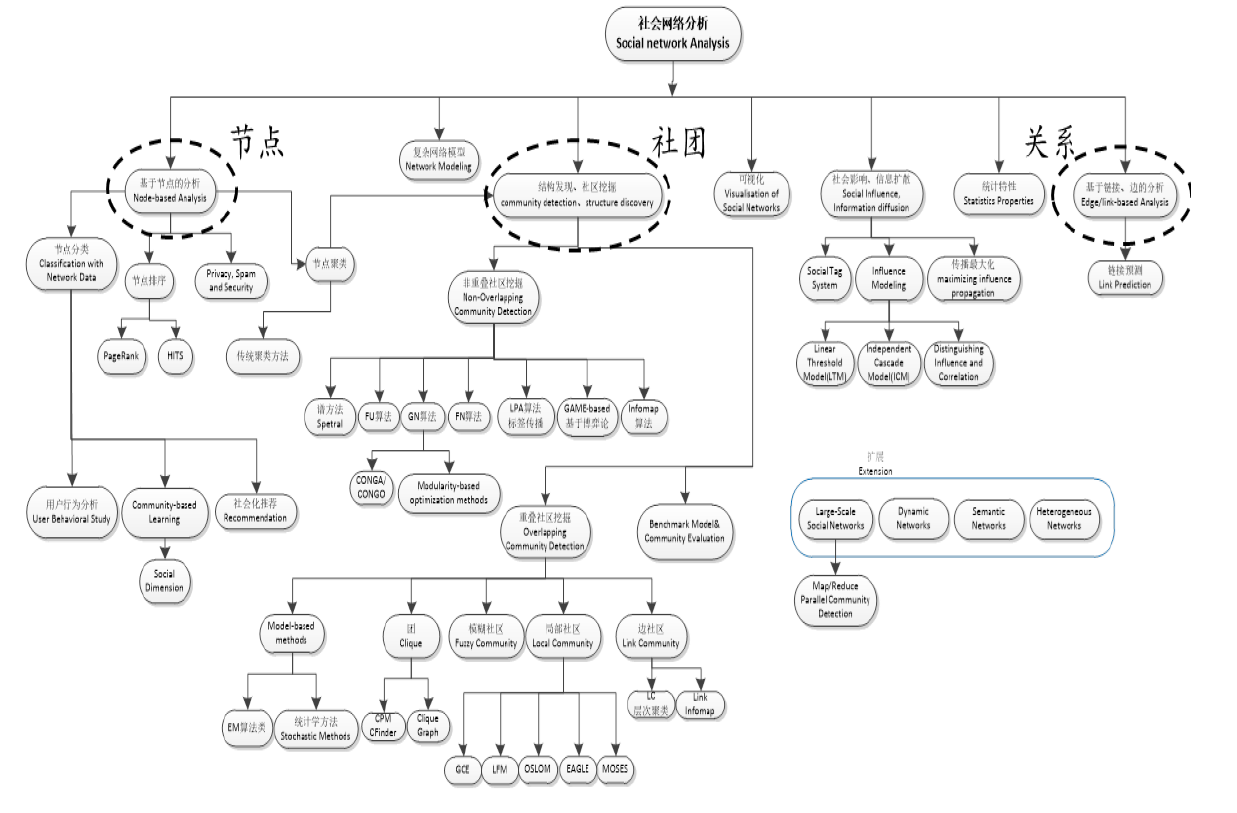 社会网络分析
Social network Analysis
节点
社团
关系
基于节点的分析
Node-based Analysis
复杂网络模型
Network Modeling
结构发现、社区挖掘
community detection、structure discovery
可视化
Visualisation of
Social Networks
社会影响、信息扩散
Social Influence,
Information diffusion
统计特性
Statistics Properties
基于链接、边的分析
Edge/link-based Analysis
节点分类
Classifcation with
Network Data
节点排序
Privacy, Spam
and Security
节点聚类
PageRank
HITS
传统聚类方法
非重叠社区挖掘
Non-Overlapping
Community Detection
Social Tag
System
Influence
Modeling
传播最大化
maximizing influence
propagation
链接预测
Link Prediction
Linear
Threshold
Model(LTM)
Independent
Cascade
Model(ICM)
Distinguishing
Influence and
Correlation
谱方法
Spetral
FU算法
GN算法
FN算法
LPA算法
标签传播
GAME-based
基于博弈论
Infomap
算法
CONGA/
CONGO
Modularity-based
optimization methods
用户行为分析
User Behavioral Study
Community-based
Learning
社会化推荐
Recommendation
Social
Dimension
重叠社区挖掘
Overlapping
Community Detection
Benchmark Model&
Community Evaluation
扩展
Extension
Large-Scale
Social Networks
Dynamic
Networks
Semantic
Networks
Heterogeneous
Networks
Map/Reduce
Parallel Community
Detection
Model-based
methods
团
Clique
模糊社区
Fuzzy Community
局部社区
Local Community
边社区
Link Community
EM算法类
统计学方法
Stochastic Methods
CPM
CFinder
Clique
Graph
LC
层次聚类
Link
Infomap
GCE
LFM
OSLOM
EAGLE
MOSES